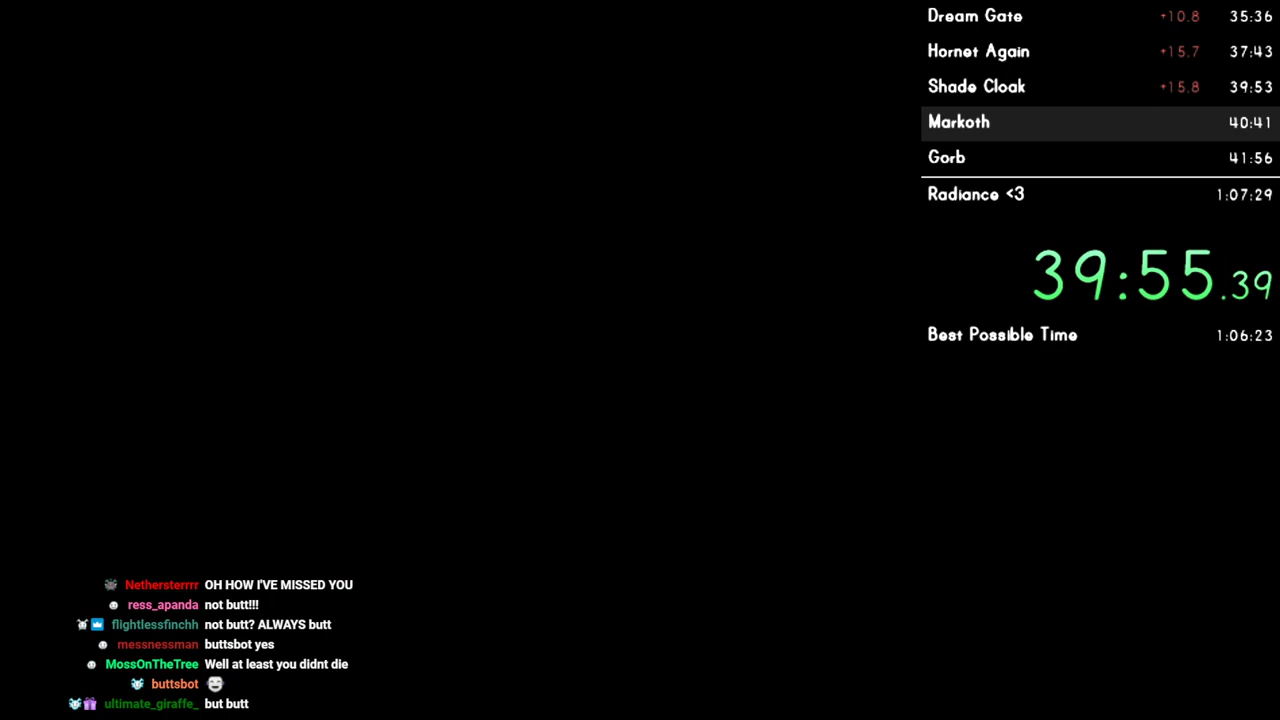 Dream Gate +10.8 35:36
Hornet Again +15.7 37:43
Shade Cloak +15.8 39:53
Markoth 40:41
Gorb 41:56
Radiance <3 1:07:29
39:55.39
Best Possible Time 1:06:23
Nethersterrrr OH HOW I'VE MISSED YOU
ress_apanda not butt!!!
flightlessfinchh not butt? ALWAYS butt
messnessman buttsbot yes
MossOnTheTree Well at least you didnt die
buttsbot
ultimate_giraffe_ but butt